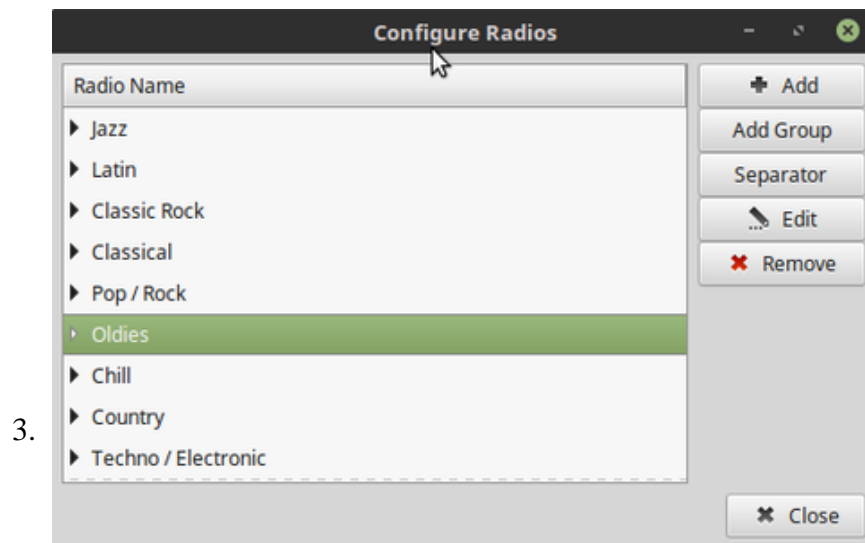 Configure Radios
Radio Name
Jazz
Latin
Classic Rock
Classical
Pop / Rock
Oldies
Chill
Country
Techno / Electronic
Add
Add Group
Separator
Edit
Remove
Close
3.